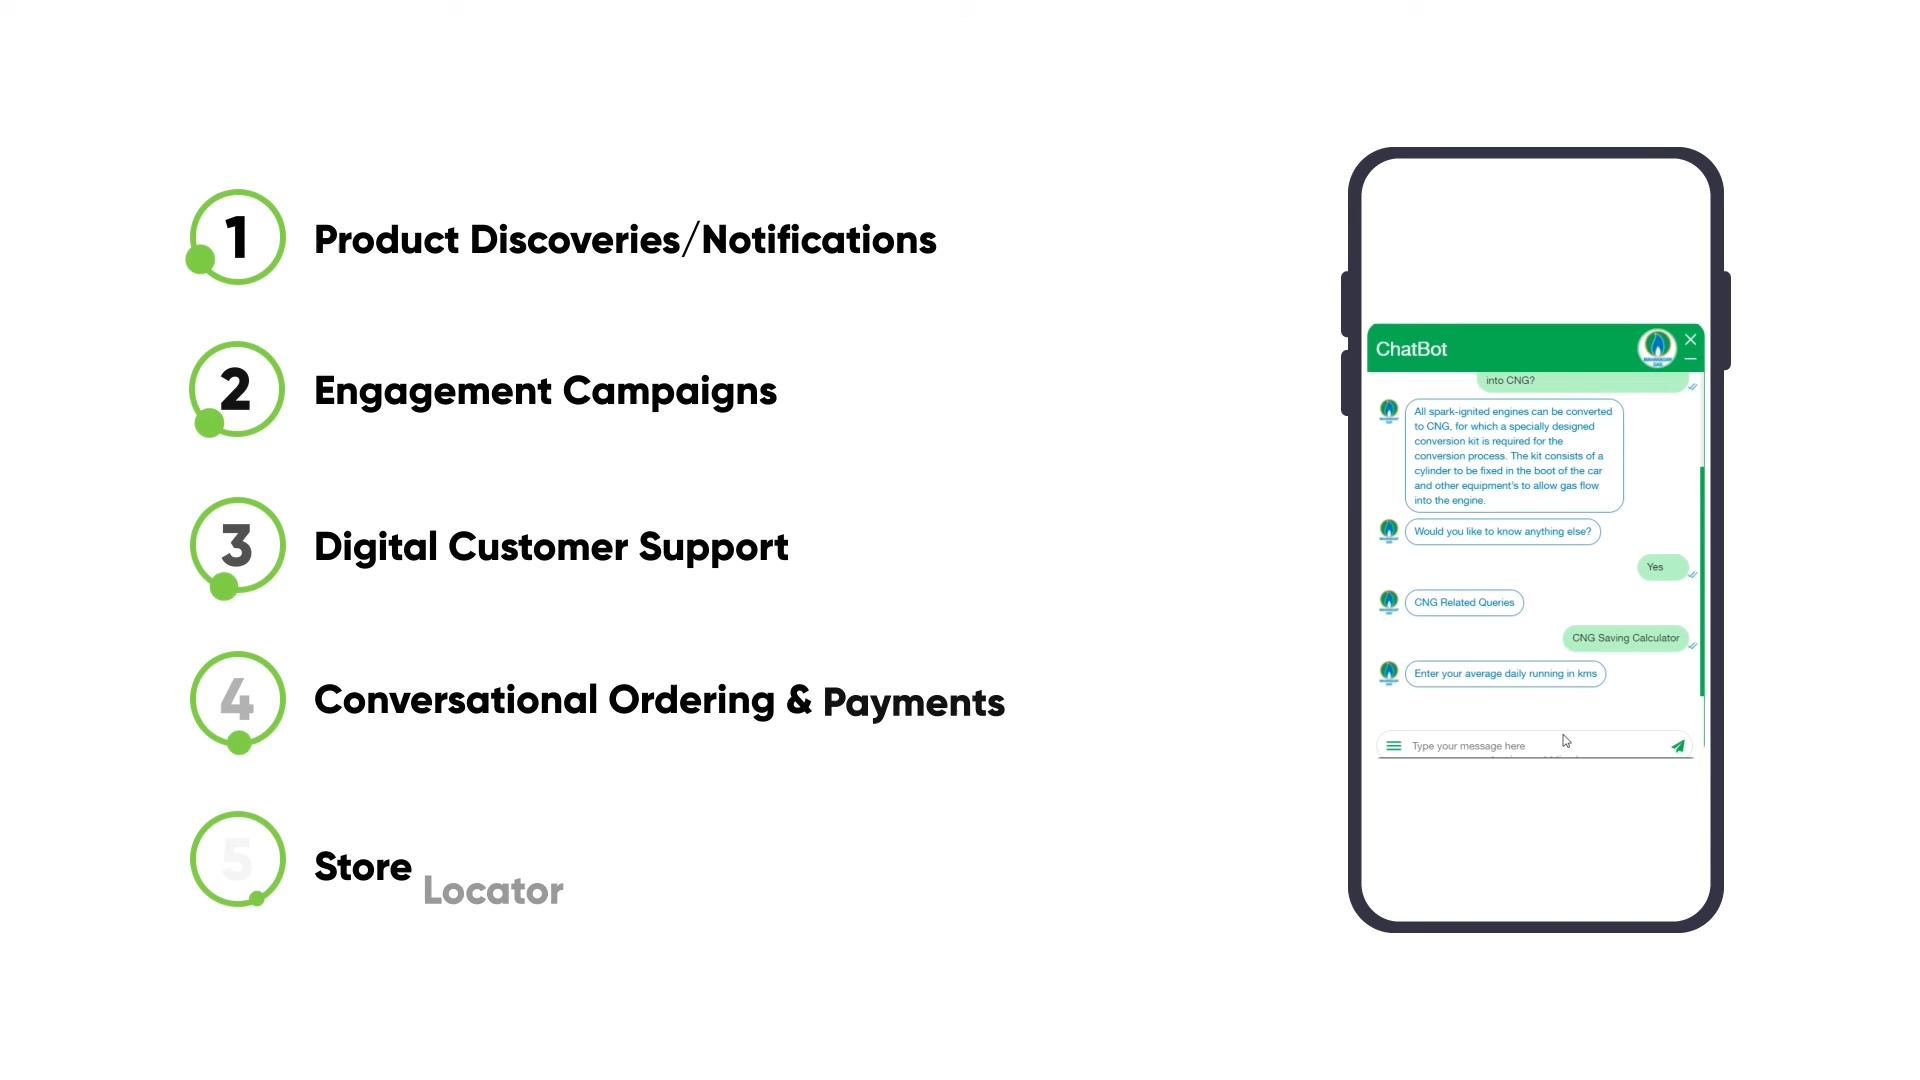 1 Product Discoveries/Notifications
2 Engagement Campaigns
3 Digital Customer Support
4 Conversational Ordering & Payments
5 Store Locator
ChatBot
into CNG?
All spark-ignited engines can be converted
to CNG, for which a specially designed
conversion kit is required for the
conversion process. The kit consists of a
cylinder to be fixed in the boot of the car
and other equipment's to allow gas flow
into the engine.
Would you like to know anything else?
Yes
CNG Related Queries
CNG Saving Calculator
Enter your average daily running in kms
Type your message here